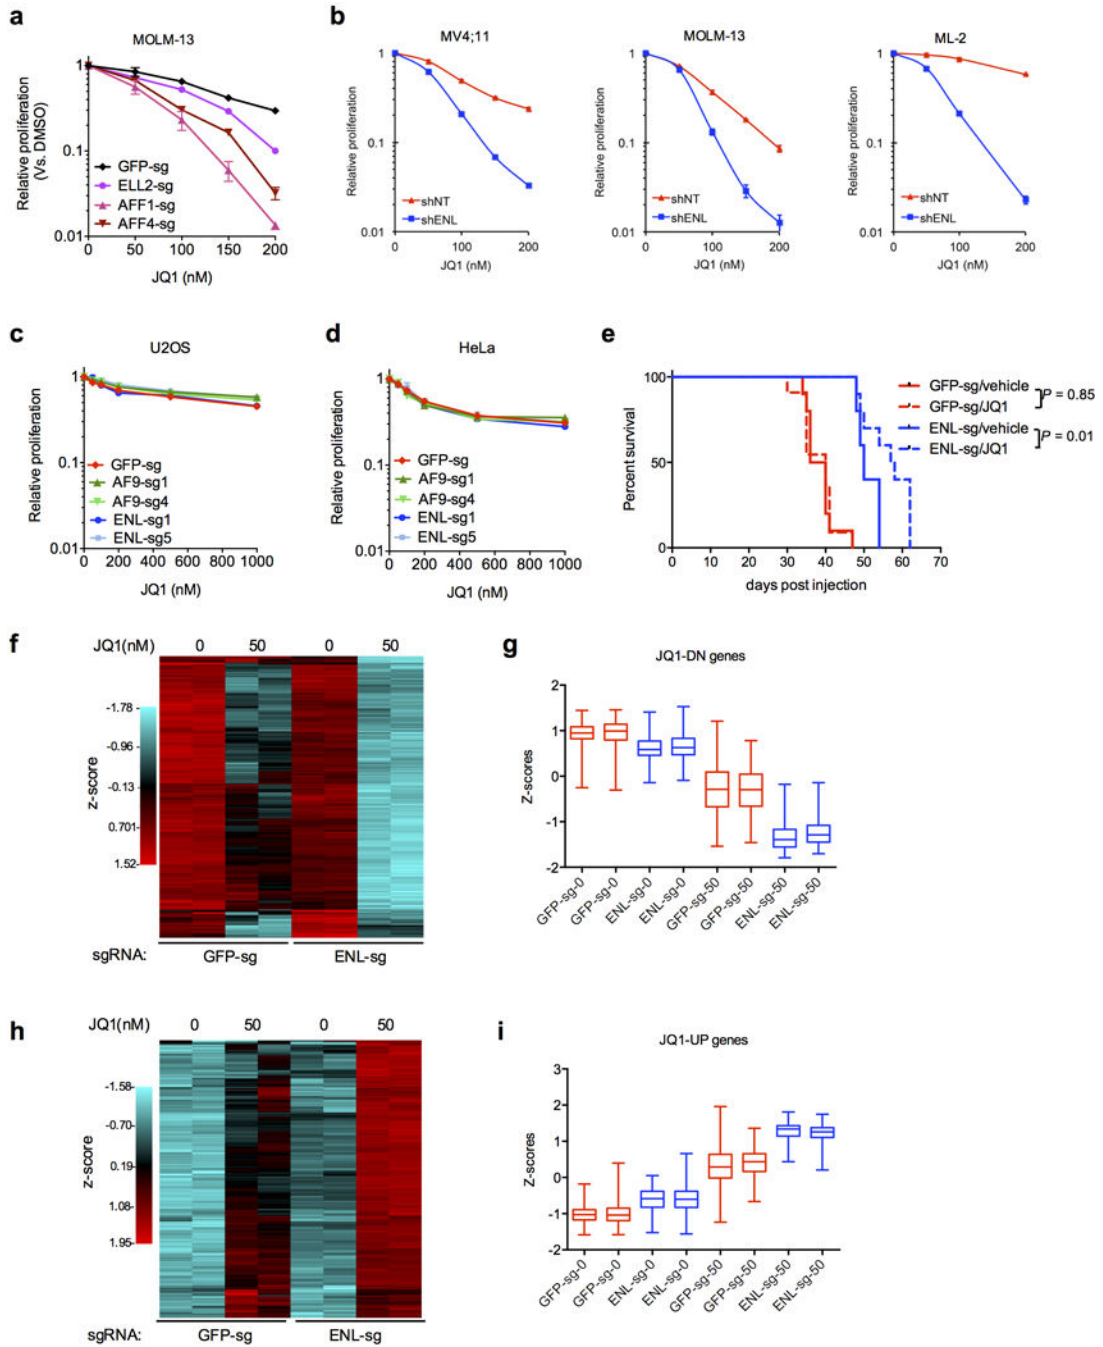 a
MOLM-13
Relative proliferation
(Vs. DMSO)
1
0.1
0.01
GFP-sg
ELL2-sg
AFF1-sg
AFF4-sg
0 50 100 150 200
JQ1 (nM)
b
MV4;11
Relative proliferation
1
0.1
0.01
shNT
shENL
0 100 200
JQ1 (nM)
MOLM-13
Relative proliferation
1
0.1
0.01
shNT
shENL
0 100 200
JQ1 (nM)
ML-2
Relative proliferation
1
0.1
0.01
shNT
shENL
0 100 200
JQ1 (nM)
c
U2OS
Relative proliferation
1
0.1
0.01
GFP-sg
AF9-sg1
AF9-sg4
ENL-sg1
ENL-sg5
0 200 400 600 800 1000
JQ1 (nM)
d
HeLa
Relative proliferation
1
0.1
0.01
GFP-sg
AF9-sg1
AF9-sg4
ENL-sg1
ENL-sg5
0 200 400 600 800 1000
JQ1 (nM)
e
Percent survival
100
50
0
0 10 20 30 40 50 60 70
days post injection
GFP-sg/vehicle
GFP-sg/JQ1
P = 0.85
ENL-sg/vehicle
ENL-sg/JQ1
P = 0.01
f
JQ1(nM) 0 50 0 50
z-score
-1.78
-0.96
-0.13
0.701
1.52
sgRNA: GFP-sg ENL-sg
g
JQ1-DN genes
Z-scores
2
1
0
-1
-2
GFP-sg-0
GFP-sg-0
ENL-sg-0
ENL-sg-0
GFP-sg-50
GFP-sg-50
ENL-sg-50
ENL-sg-50
h
JQ1(nM) 0 50 0 50
z-score
-1.58
-0.70
0.19
1.08
1.95
sgRNA: GFP-sg ENL-sg
i
JQ1-UP genes
Z-scores
3
2
1
0
-1
-2
GFP-sg-0
GFP-sg-0
ENL-sg-0
ENL-sg-0
GFP-sg-50
GFP-sg-50
ENL-sg-50
ENL-sg-50